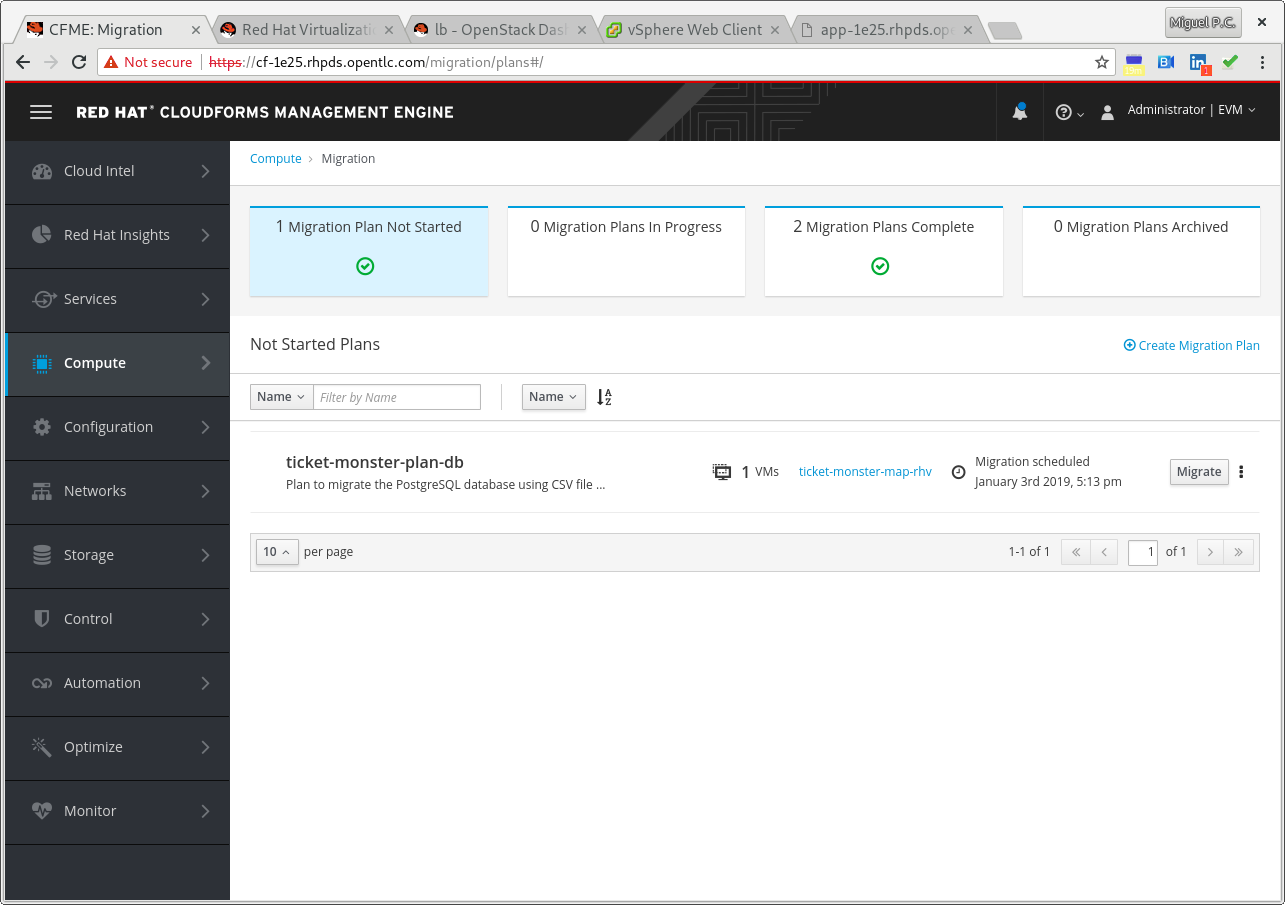 CFME: Migration
Red Hat Virtualizati
lb - OpenStack Das
vSphere Web Client
app-1e25.rhpds.op
Miguel P.C.
Not secure https://cf-1e25.rhpds.opentlc.com/migration/plans#/
RED HAT® CLOUDFORMS MANAGEMENT ENGINE
Administrator | EVM
Cloud Intel
Red Hat Insights
Services
Compute
Configuration
Networks
Storage
Control
Automation
Optimize
Monitor
Compute › Migration
1 Migration Plan Not Started
0 Migration Plans In Progress
2 Migration Plans Complete
0 Migration Plans Archived
Not Started Plans
Create Migration Plan
Name Filter by Name Name
ticket-monster-plan-db
Plan to migrate the PostgreSQL database using CSV file ...
1 VMs
ticket-monster-map-rhv
Migration scheduled
January 3rd 2019, 5:13 pm
Migrate
10 per page
1-1 of 1
1 of 1